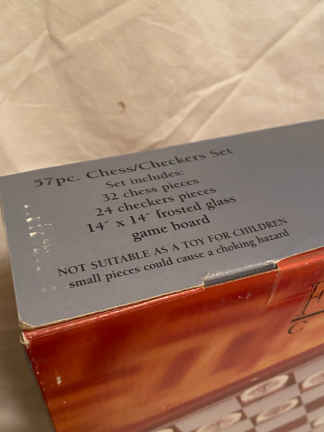 57pc. Chess/Checkers Set
Set includes:
32 chess pieces
24 checkers pieces
14" x 14" frosted glass
game board
NOT SUITABLE AS A TOY FOR CHILDREN
small pieces could cause a choking hazard